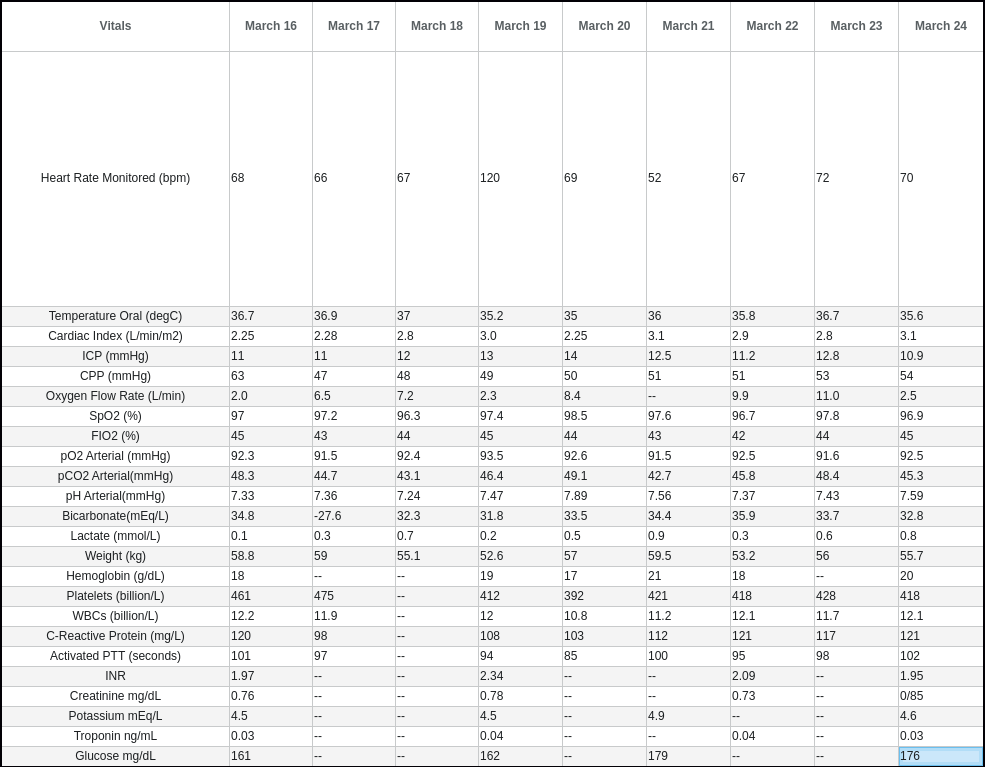 Vitals March 16 March 17 March 18 March 19 March 20 March 21 March 22 March 23 March 24
Heart Rate Monitored (bpm) 68 66 67 120 69 52 67 72 70
Temperature Oral (degC) 36.7 36.9 37 35.2 35 36 35.8 36.7 35.6
Cardiac Index (L/min/m2) 2.25 2.28 2.8 3.0 2.25 3.1 2.9 2.8 3.1
ICP (mmHg) 11 11 12 13 14 12.5 11.2 12.8 10.9
CPP (mmHg) 63 47 48 49 50 51 51 53 54
Oxygen Flow Rate (L/min) 2.0 6.5 7.2 2.3 8.4 -- 9.9 11.0 2.5
SpO2 (%) 97 97.2 96.3 97.4 98.5 97.6 96.7 97.8 96.9
FIO2 (%) 45 43 44 45 44 43 42 44 45
pO2 Arterial (mmHg) 92.3 91.5 92.4 93.5 92.6 91.5 92.5 91.6 92.5
pCO2 Arterial(mmHg) 48.3 44.7 43.1 46.4 49.1 42.7 45.8 48.4 45.3
pH Arterial(mmHg) 7.33 7.36 7.24 7.47 7.89 7.56 7.37 7.43 7.59
Bicarbonate(mEq/L) 34.8 -27.6 32.3 31.8 33.5 34.4 35.9 33.7 32.8
Lactate (mmol/L) 0.1 0.3 0.7 0.2 0.5 0.9 0.3 0.6 0.8
Weight (kg) 58.8 59 55.1 52.6 57 59.5 53.2 56 55.7
Hemoglobin (g/dL) 18 -- -- 19 17 21 18 -- 20
Platelets (billion/L) 461 475 -- 412 392 421 418 428 418
WBCs (billion/L) 12.2 11.9 -- 12 10.8 11.2 12.1 11.7 12.1
C-Reactive Protein (mg/L) 120 98 -- 108 103 112 121 117 121
Activated PTT (seconds) 101 97 -- 94 85 100 95 98 102
INR 1.97 -- -- 2.34 -- -- 2.09 -- 1.95
Creatinine mg/dL 0.76 -- -- 0.78 -- -- 0.73 -- 0/85
Potassium mEq/L 4.5 -- -- 4.5 -- 4.9 -- -- 4.6
Troponin ng/mL 0.03 -- -- 0.04 -- -- 0.04 -- 0.03
Glucose mg/dL 161 -- -- 162 -- 179 -- -- 176